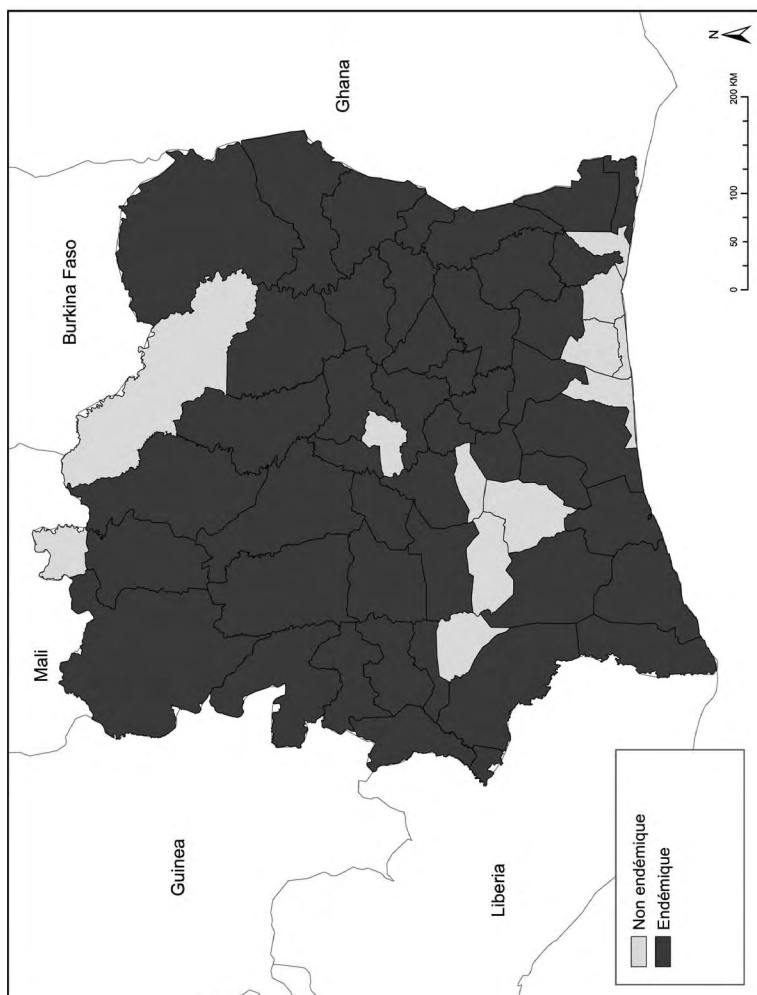 Mali
Burkina Faso
Guinea
Ghana
Liberia
Non endémique
Endémique
0 50 100 200 KM
N